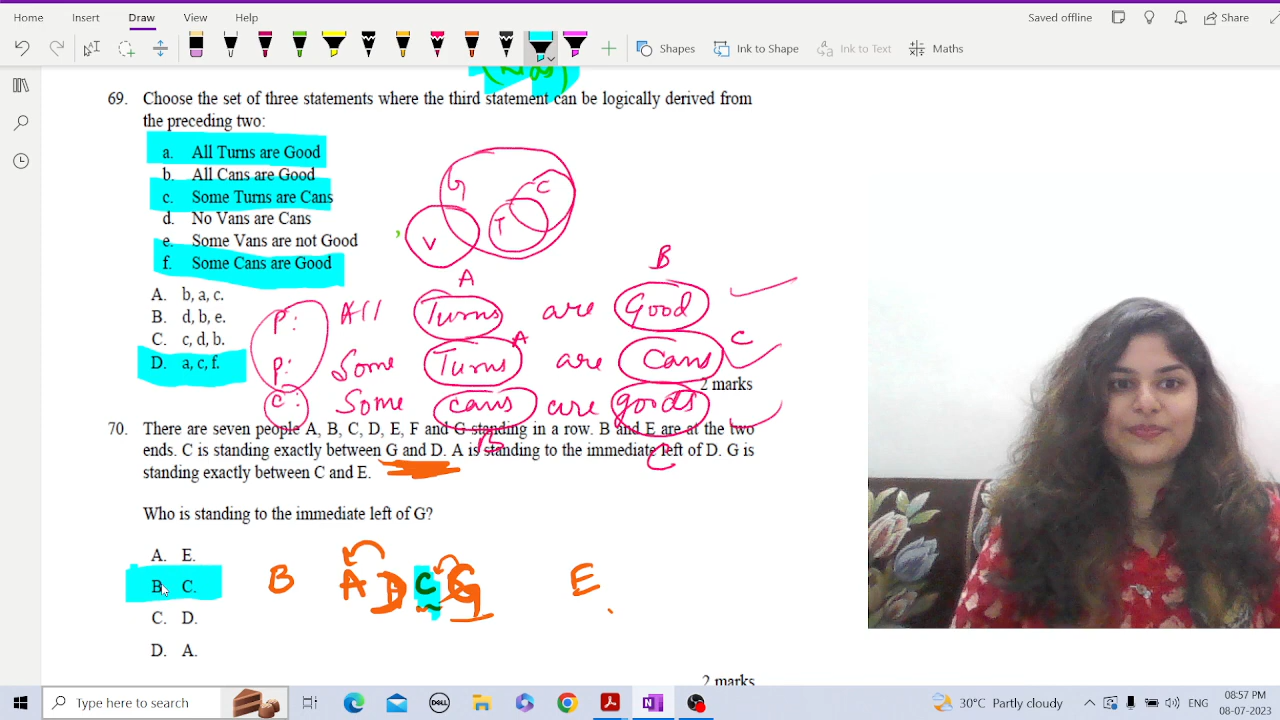 Home Insert Draw View Help Saved offline Share
Shapes Ink to Shape Ink to Text Maths
69. Choose the set of three statements where the third statement can be logically derived from
the preceding two:
a. All Turns are Good
b. All Cans are Good
c. Some Turns are Cans
d. No Vans are Cans
e. Some Vans are not Good
f. Some Cans are Good
G C T V
A. b, a, c.
B. d, b, e.
C. c, d, b.
D. a, c, f.
A B
P: All Turns are Good
A C
P: Some Turns are Cans
2 marks
C: Some cans are goods
B C
70. There are seven people A, B, C, D, E, F and G standing in a row. B and E are at the two
ends. C is standing exactly between G and D. A is standing to the immediate left of D. G is
standing exactly between C and E.
Who is standing to the immediate left of G?
A. E.
B. C.
C. D.
D. A.
B A D C G E
2 marks
Type here to search
DELL
30°C Partly cloudy
ENG
08:57 PM
08-07-2023